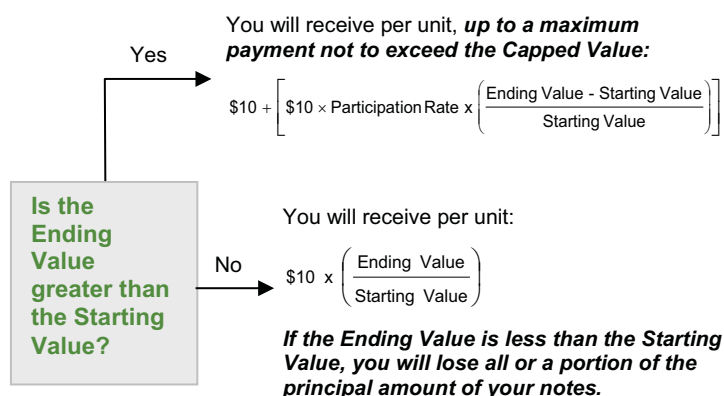 You will receive per unit, up to a maximum
payment not to exceed the Capped Value:
Yes
$10 + [$10 × Participation Rate x (Ending Value - Starting Value / Starting Value)]
Is the
Ending
Value
greater than
the Starting
Value?
No
You will receive per unit:
$10 x (Ending Value / Starting Value)
If the Ending Value is less than the Starting
Value, you will lose all or a portion of the
principal amount of your notes.